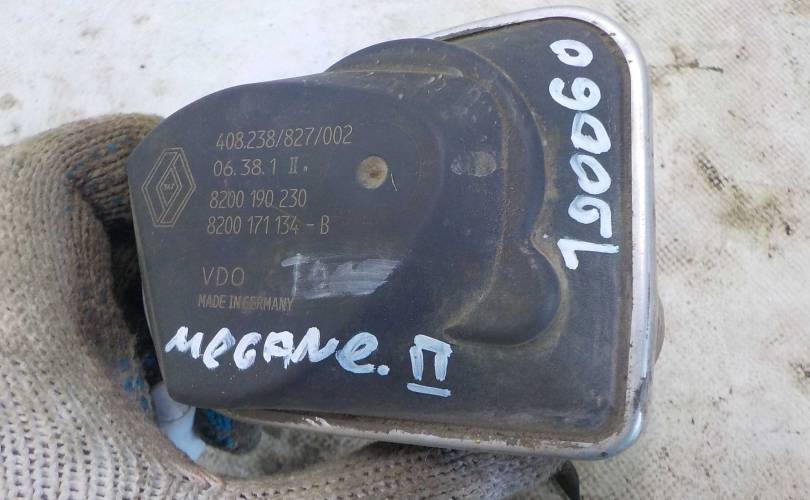 408.238/827/002
06.38.1 II
8200 190 230
8200 171 134 - B
VDO
MADE IN GERMANY
MEGANe. II